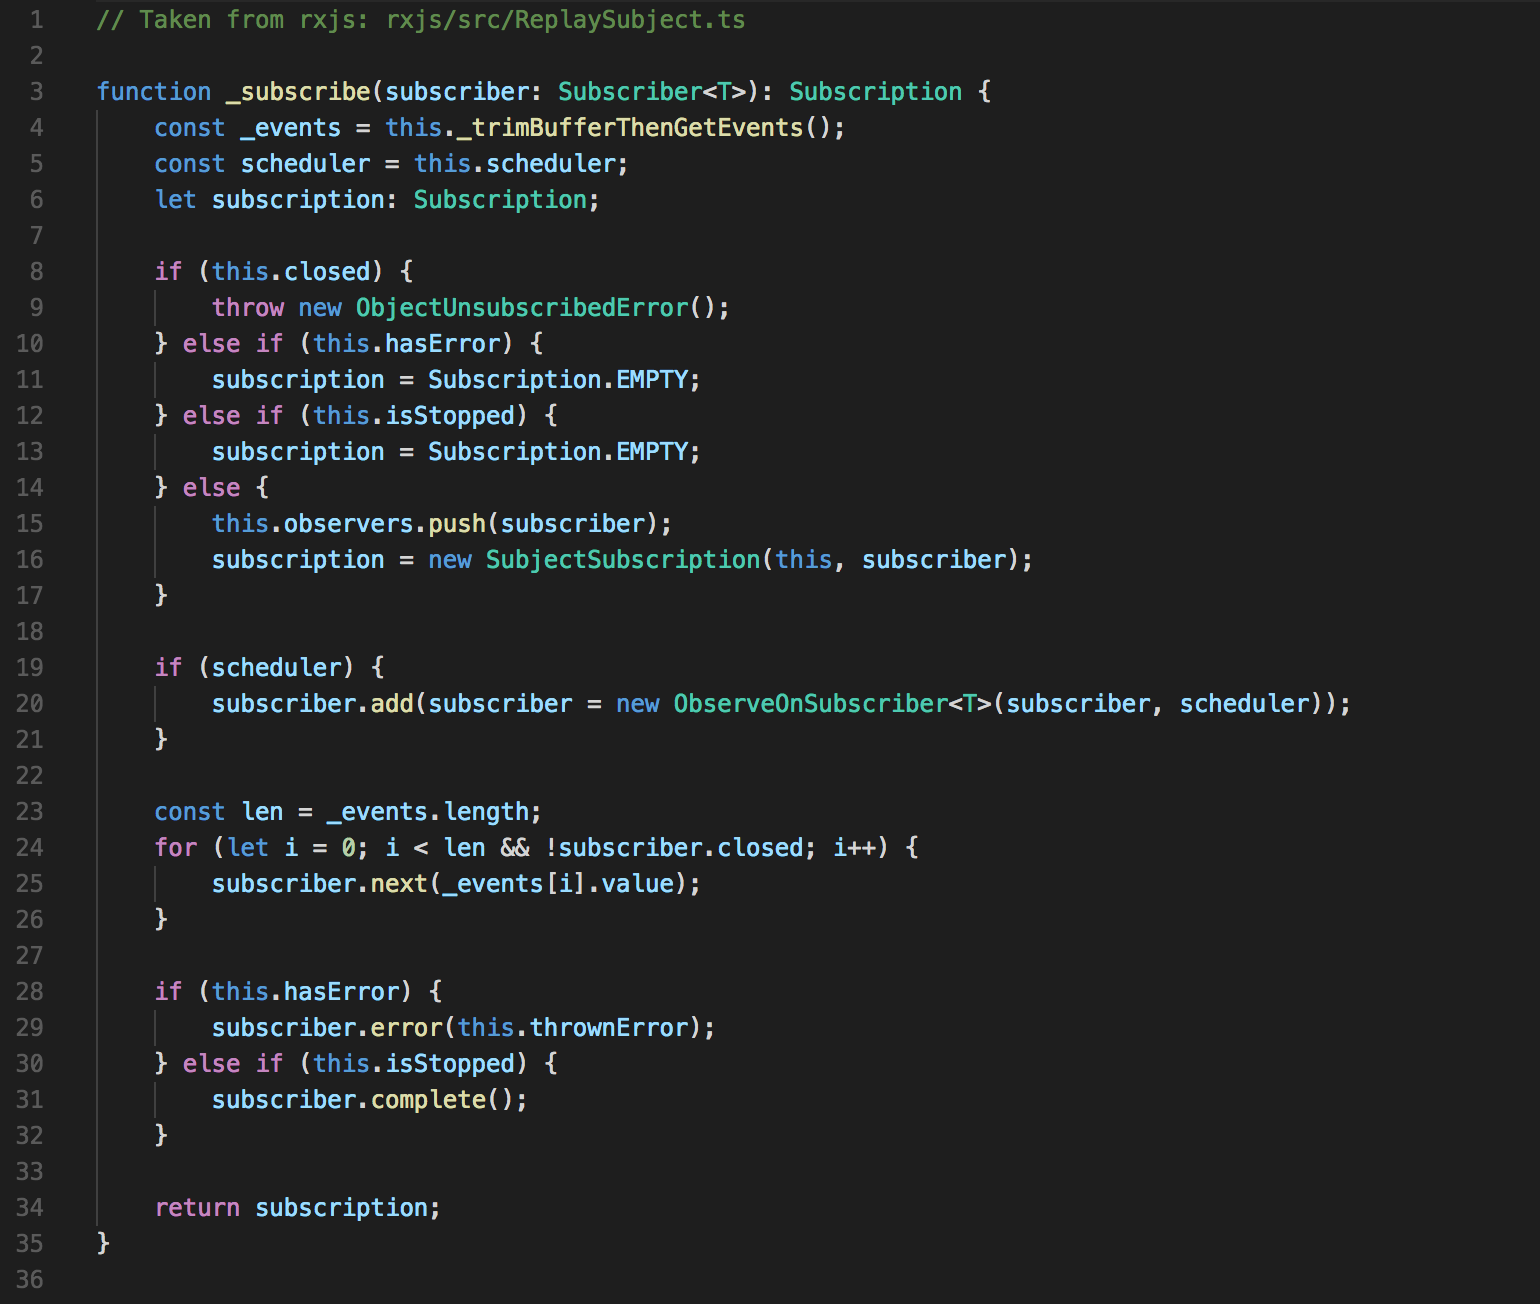 1 // Taken from rxjs: rxjs/src/ReplaySubject.ts
2
3 function _subscribe(subscriber: Subscriber<T>): Subscription {
4     const _events = this._trimBufferThenGetEvents();
5     const scheduler = this.scheduler;
6     let subscription: Subscription;
7
8     if (this.closed) {
9         throw new ObjectUnsubscribedError();
10     } else if (this.hasError) {
11         subscription = Subscription.EMPTY;
12     } else if (this.isStopped) {
13         subscription = Subscription.EMPTY;
14     } else {
15         this.observers.push(subscriber);
16         subscription = new SubjectSubscription(this, subscriber);
17     }
18
19     if (scheduler) {
20         subscriber.add(subscriber = new ObserveOnSubscriber<T>(subscriber, scheduler));
21     }
22
23     const len = _events.length;
24     for (let i = 0; i < len && !subscriber.closed; i++) {
25         subscriber.next(_events[i].value);
26     }
27
28     if (this.hasError) {
29         subscriber.error(this.thrownError);
30     } else if (this.isStopped) {
31         subscriber.complete();
32     }
33
34     return subscription;
35 }
36